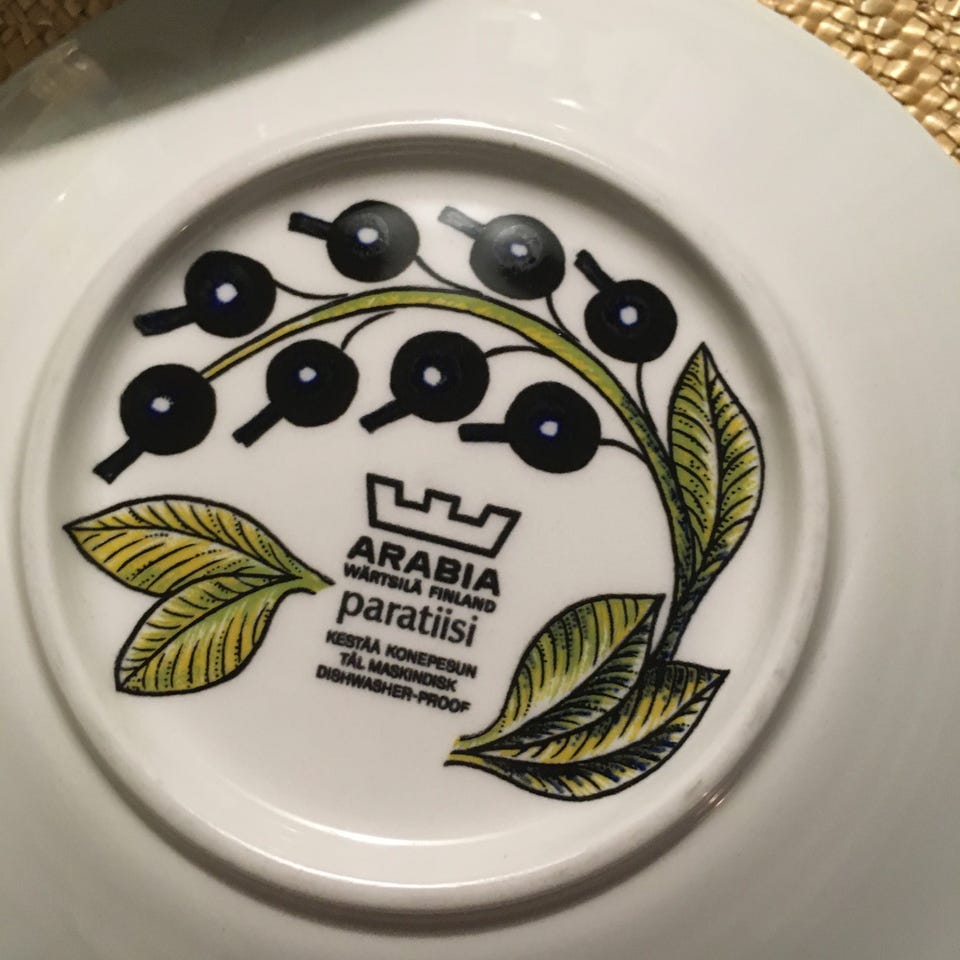 ARABIA
WÄRTSILÄ FINLAND
paratiisi
KESTÄÄ KONEPESUN
TÅL MASKINDISK
DISHWASHER-PROOF